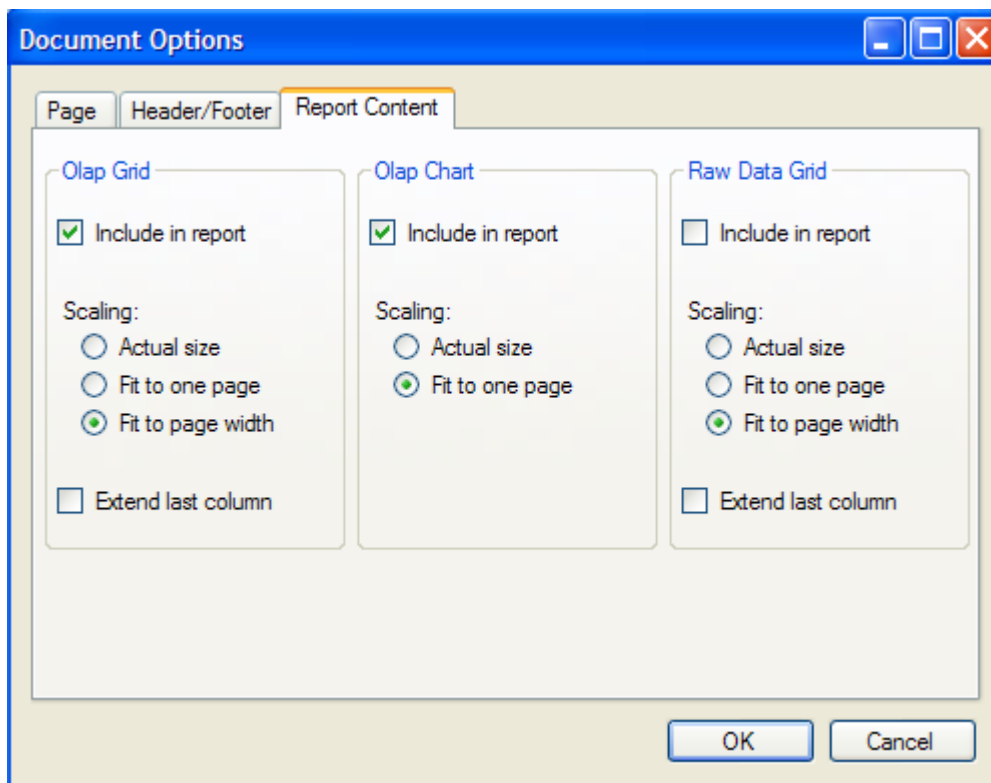 Document Options
Page Header/Footer Report Content
Olap Grid
Include in report
Scaling:
Actual size
Fit to one page
Fit to page width
Extend last column
Olap Chart
Include in report
Scaling:
Actual size
Fit to one page
Raw Data Grid
Include in report
Scaling:
Actual size
Fit to one page
Fit to page width
Extend last column
OK Cancel